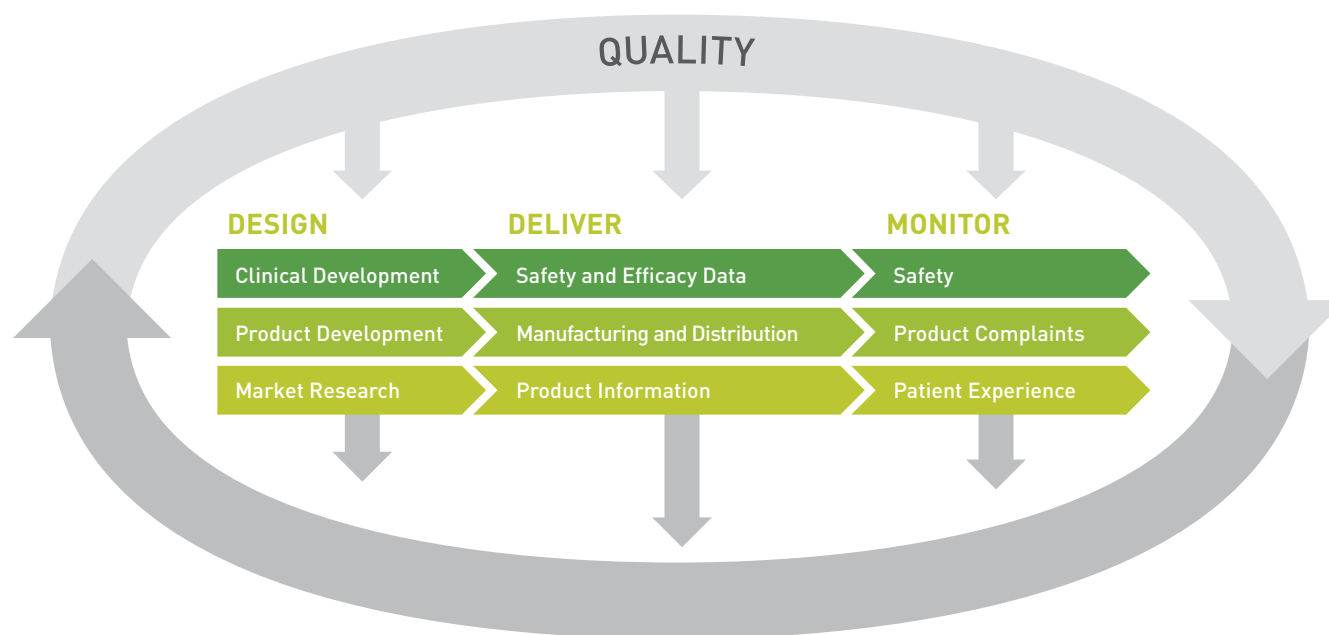 QUALITY
DESIGN
DELIVER
MONITOR
Clinical Development
Safety and Efficacy Data
Safety
Product Development
Manufacturing and Distribution
Product Complaints
Market Research
Product Information
Patient Experience